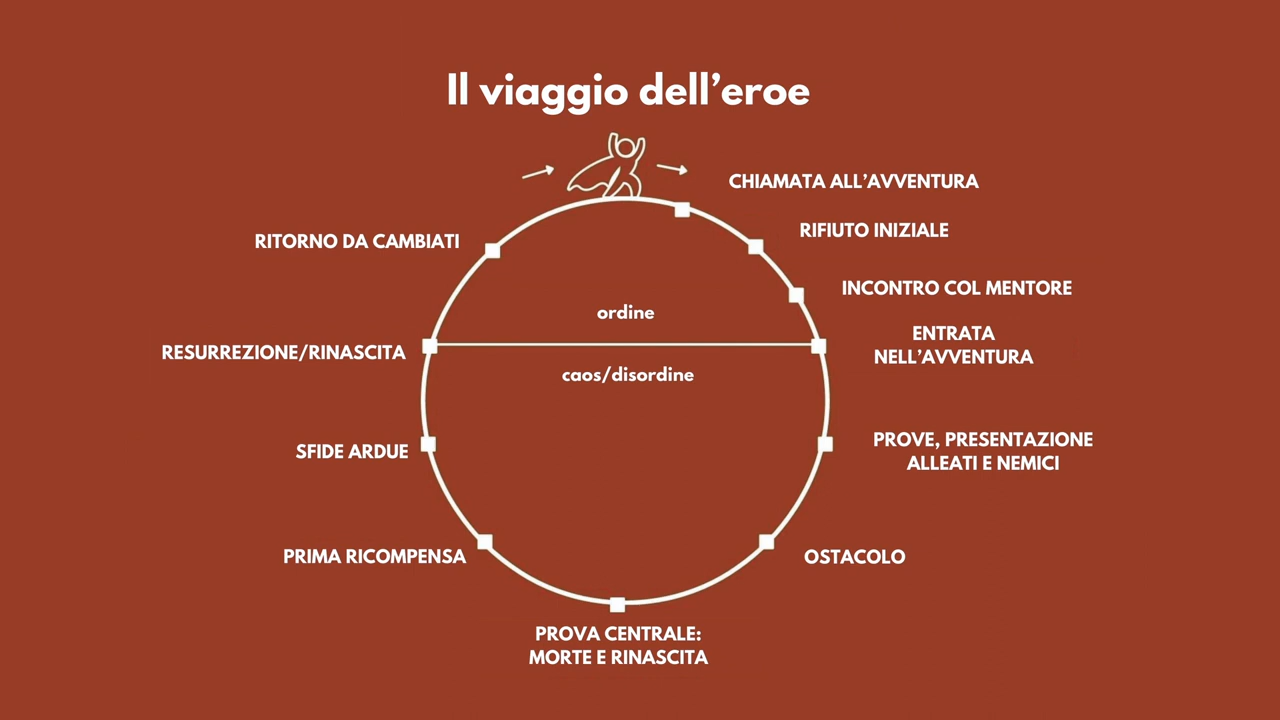 Il viaggio dell’eroe
CHIAMATA ALL’AVVENTURA
RIFIUTO INIZIALE
INCONTRO COL MENTORE
ENTRATA
NELL’AVVENTURA
PROVE, PRESENTAZIONE
ALLEATI E NEMICI
OSTACOLO
PROVA CENTRALE:
MORTE E RINASCITA
PRIMA RICOMPENSA
SFIDE ARDUE
RESURREZIONE/RINASCITA
RITORNO DA CAMBIATI
ordine
caos/disordine